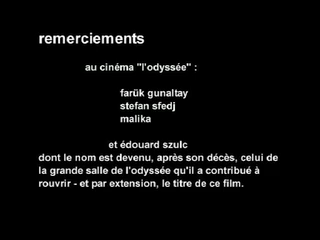 remerciements
au cinéma "l'odyssée" :
farük gunaltay
stefan sfedj
malika
et édouard szulc
dont le nom est devenu, après son décès, celui de
la grande salle de l'odyssée qu'il a contribué à
rouvrir - et par extension, le titre de ce film.